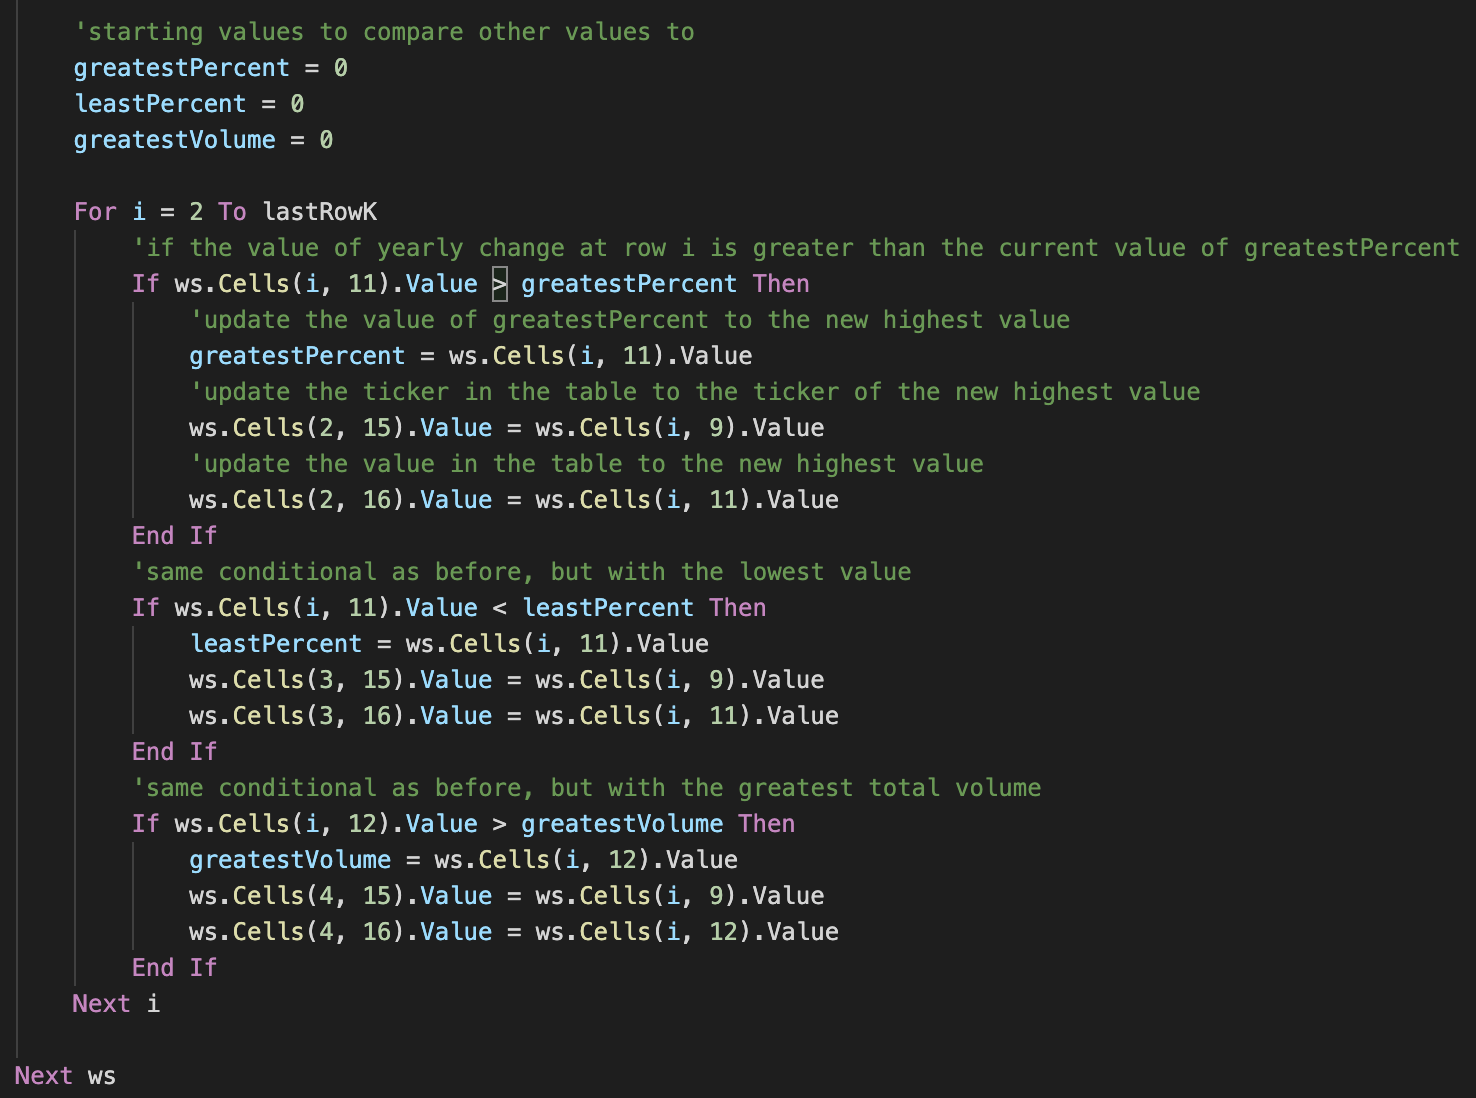 'starting values to compare other values to
greatestPercent = 0
leastPercent = 0
greatestVolume = 0
For i = 2 To lastRowK
'if the value of yearly change at row i is greater than the current value of greatestPercent
If ws.Cells(i, 11).Value > greatestPercent Then
'update the value of greatestPercent to the new highest value
greatestPercent = ws.Cells(i, 11).Value
'update the ticker in the table to the ticker of the new highest value
ws.Cells(2, 15).Value = ws.Cells(i, 9).Value
'update the value in the table to the new highest value
ws.Cells(2, 16).Value = ws.Cells(i, 11).Value
End If
'same conditional as before, but with the lowest value
If ws.Cells(i, 11).Value < leastPercent Then
leastPercent = ws.Cells(i, 11).Value
ws.Cells(3, 15).Value = ws.Cells(i, 9).Value
ws.Cells(3, 16).Value = ws.Cells(i, 11).Value
End If
'same conditional as before, but with the greatest total volume
If ws.Cells(i, 12).Value > greatestVolume Then
greatestVolume = ws.Cells(i, 12).Value
ws.Cells(4, 15).Value = ws.Cells(i, 9).Value
ws.Cells(4, 16).Value = ws.Cells(i, 12).Value
End If
Next i
Next ws